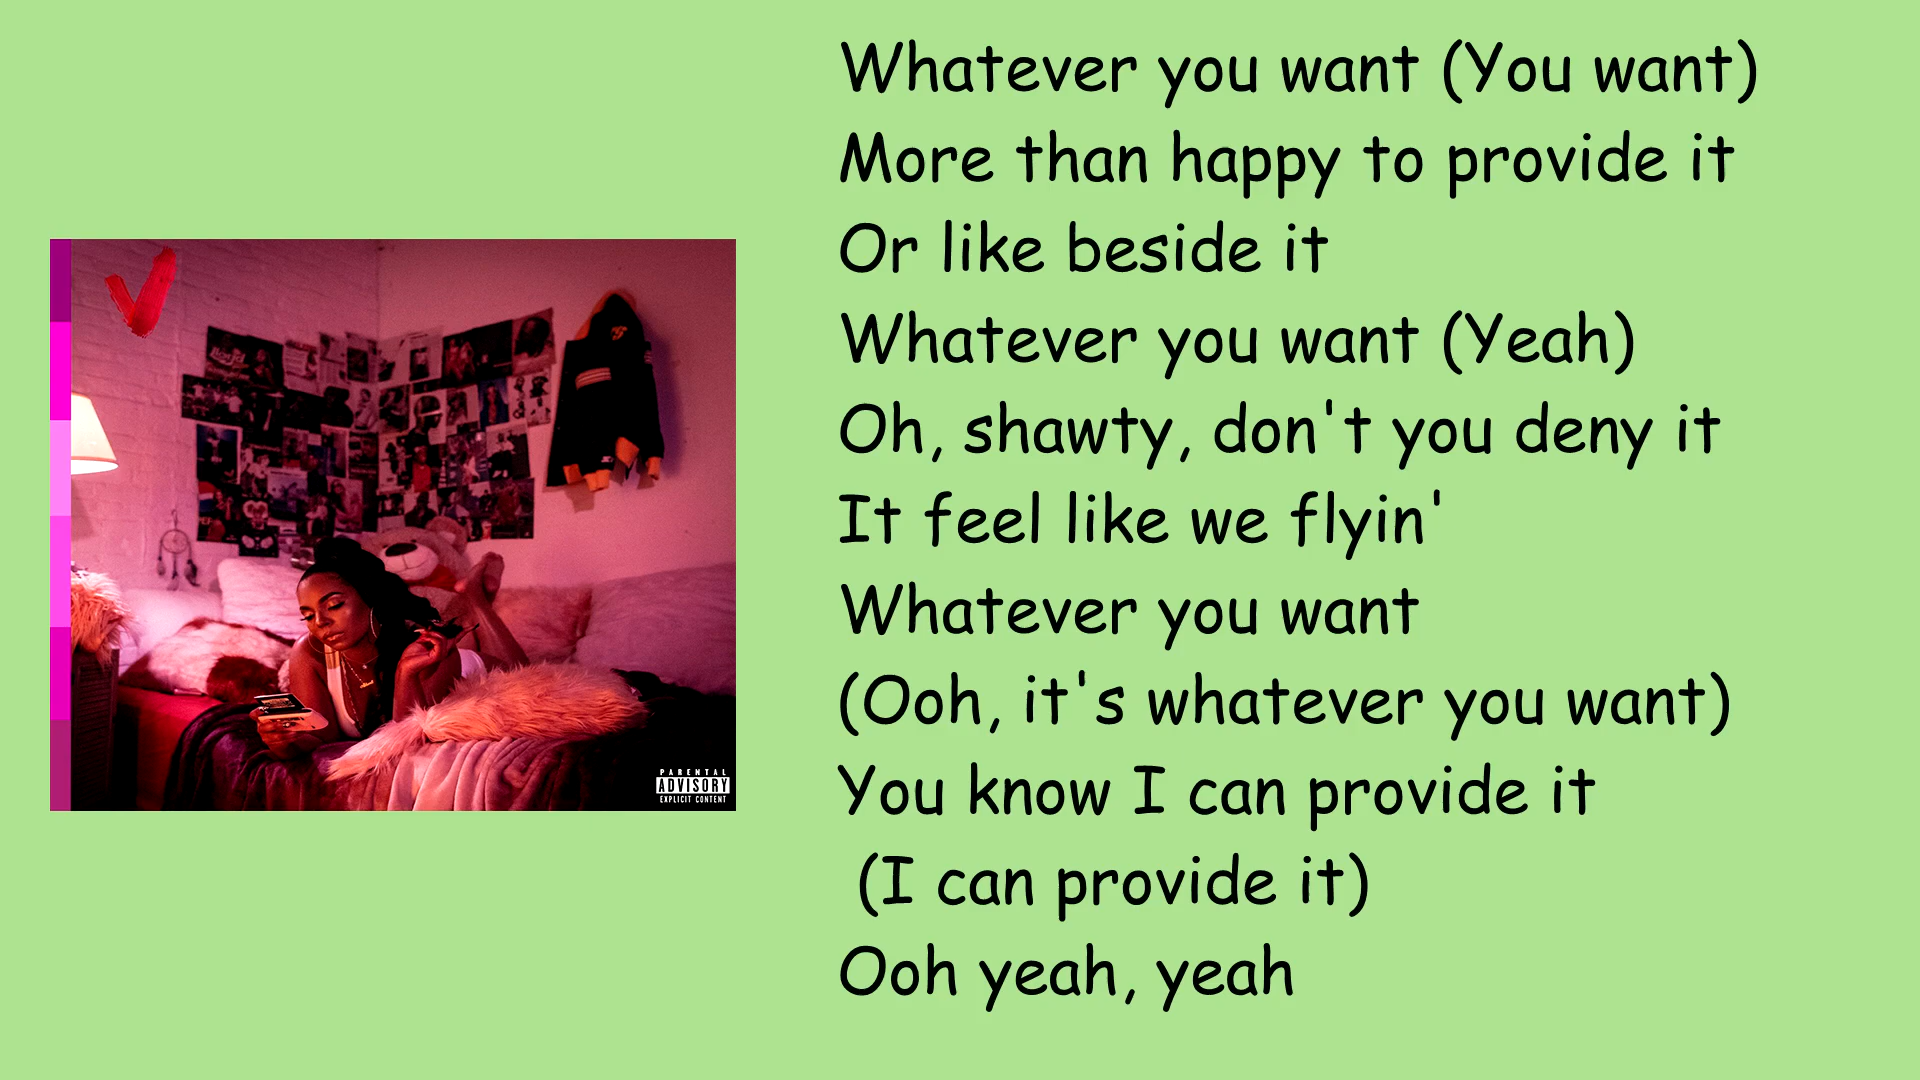 Whatever you want (You want)
More than happy to provide it
Or like beside it
Whatever you want (Yeah)
Oh, shawty, don't you deny it
It feel like we flyin'
Whatever you want
(Ooh, it's whatever you want)
You know I can provide it
(I can provide it)
Ooh yeah, yeah
PARENTAL
ADVISORY
EXPLICIT CONTENT